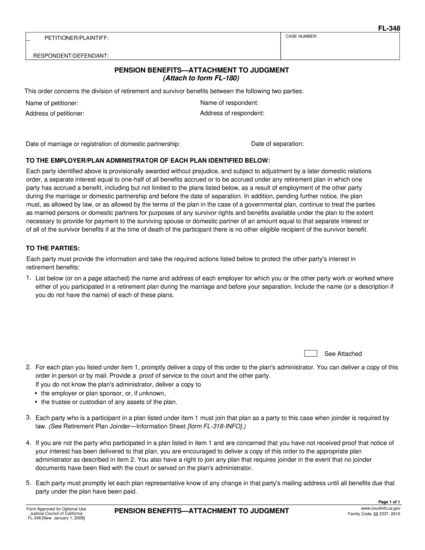 FL-348
PETITIONER/PLAINTIFF:
CASE NUMBER:
RESPONDENT/DEFENDANT:
PENSION BENEFITS—ATTACHMENT TO JUDGMENT
(Attach to form FL-180)
This order concerns the division of retirement and survivor benefits between the following two parties:
Name of petitioner:
Name of respondent:
Address of petitioner:
Address of respondent:
Date of marriage or registration of domestic partnership:
Date of separation:
TO THE EMPLOYER/PLAN ADMINISTRATOR OF EACH PLAN IDENTIFIED BELOW:
Each party identified above is provisionally awarded without prejudice, and subject to adjustment by a later domestic relations
order, a separate interest equal to one-half of all benefits accrued or to be accrued under any retirement plan in which one
party has accrued a benefit, including but not limited to the plans listed below, as a result of employment of the other party
during the marriage or domestic partnership and before the date of separation. In addition, pending further notice, the plan
must, as allowed by law, or as allowed by the terms of the plan in the case of a governmental plan, continue to treat the parties
as married persons or domestic partners for purposes of any survivor rights and benefits available under the plan to the extent
necessary to provide for payment to the surviving spouse or domestic partner of an amount equal to that separate interest or
of all of the survivor benefits if at the time of death of the participant there is no other eligible recipient of the survivor benefit.
TO THE PARTIES:
Each party must provide the information and take the required actions listed below to protect the other party's interest in
retirement benefits:
1. List below (or on a page attached) the name and address of each employer for which you or the other party work or worked where
either of you participated in a retirement plan during the marriage and before your separation. Include the name (or a description if
you do not have the name) of each of these plans.
See Attached
2. For each plan you listed under item 1, promptly deliver a copy of this order to the plan's administrator. You can deliver a copy of this
order in person or by mail. Provide a proof of service to the court and the other party.
If you do not know the plan's administrator, deliver a copy to
• the employer or plan sponsor, or, if unknown,
• the trustee or custodian of any assets of the plan.
3. Each party who is a participant in a plan listed under item 1 must join that plan as a party to this case when joinder is required by
law. (See Retirement Plan Joinder—Information Sheet [form FL-318-INFO].)
4. If you are not the party who participated in a plan listed in item 1 and are concerned that you have not received proof that notice of
your interest has been delivered to that plan, you are encouraged to deliver a copy of this order to the appropriate plan
administrator as described in item 2. You also have a right to join any plan that requires joinder in the event that no joinder
documents have been filed with the court or served on the plan's administrator.
5. Each party must promptly let each plan representative know of any change in that party's mailing address until all benefits due that
party under the plan have been paid.
Page 1 of 1
Form Approved for Optional Use
Judicial Council of California
FL-348 [New January 1, 2009]
PENSION BENEFITS—ATTACHMENT TO JUDGMENT
www.courtinfo.ca.gov
Family Code, §§ 2337, 2610